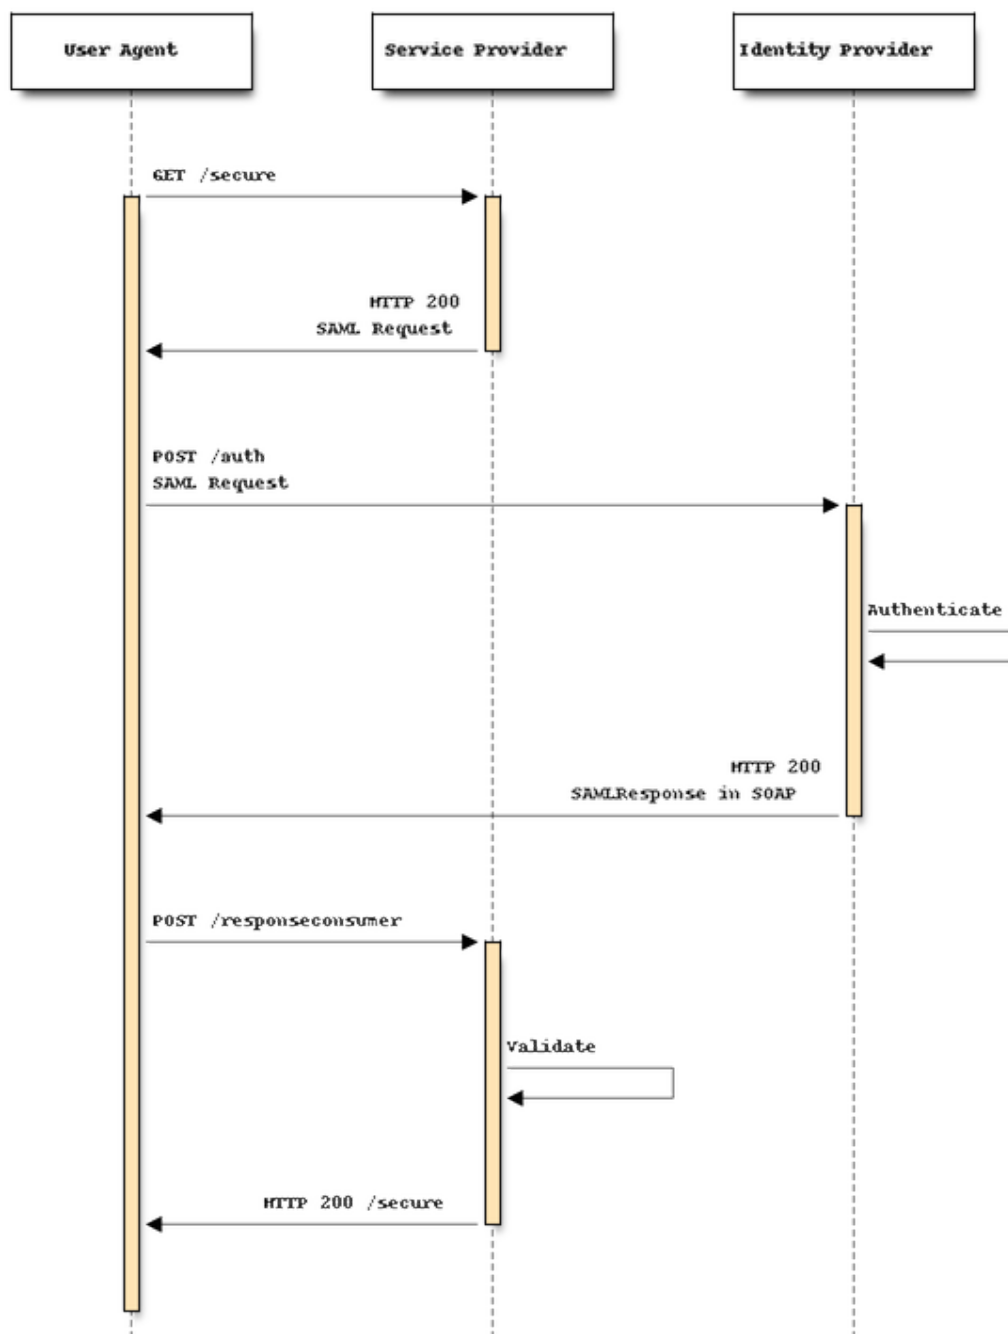 User Agent
Service Provider
Identity Provider
GET /secure
HTTP 200
SAML Request
POST /auth
SAML Request
Authenticate
HTTP 200
SAMLResponse in SOAP
POST /responseconsumer
Validate
HTTP 200 /secure